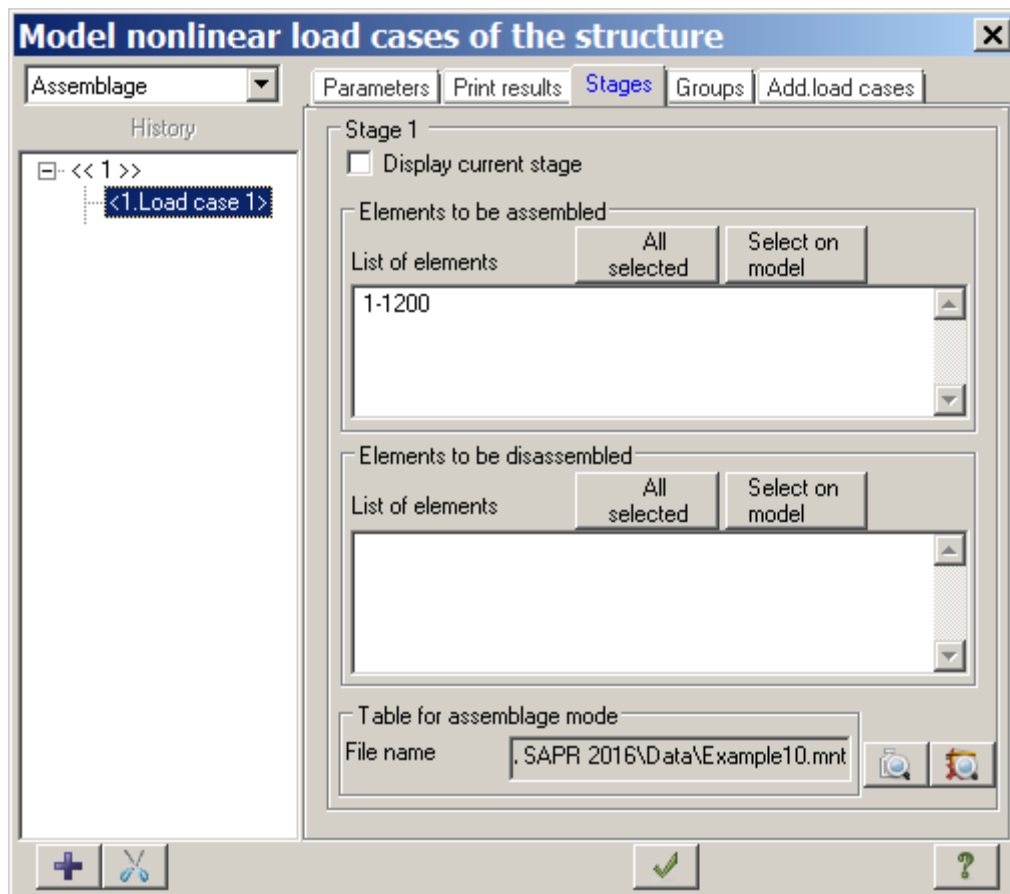 Model nonlinear load cases of the structure
Assemblage
History
<< 1 >>
<1.Load case 1>
Parameters Print results Stages Groups Add.load cases
Stage 1
Display current stage
Elements to be assembled
List of elements
All selected
Select on model
1-1200
Elements to be disassembled
List of elements
All selected
Select on model
Table for assemblage mode
File name
. SAPR 2016\Data\Example10.mnt
?